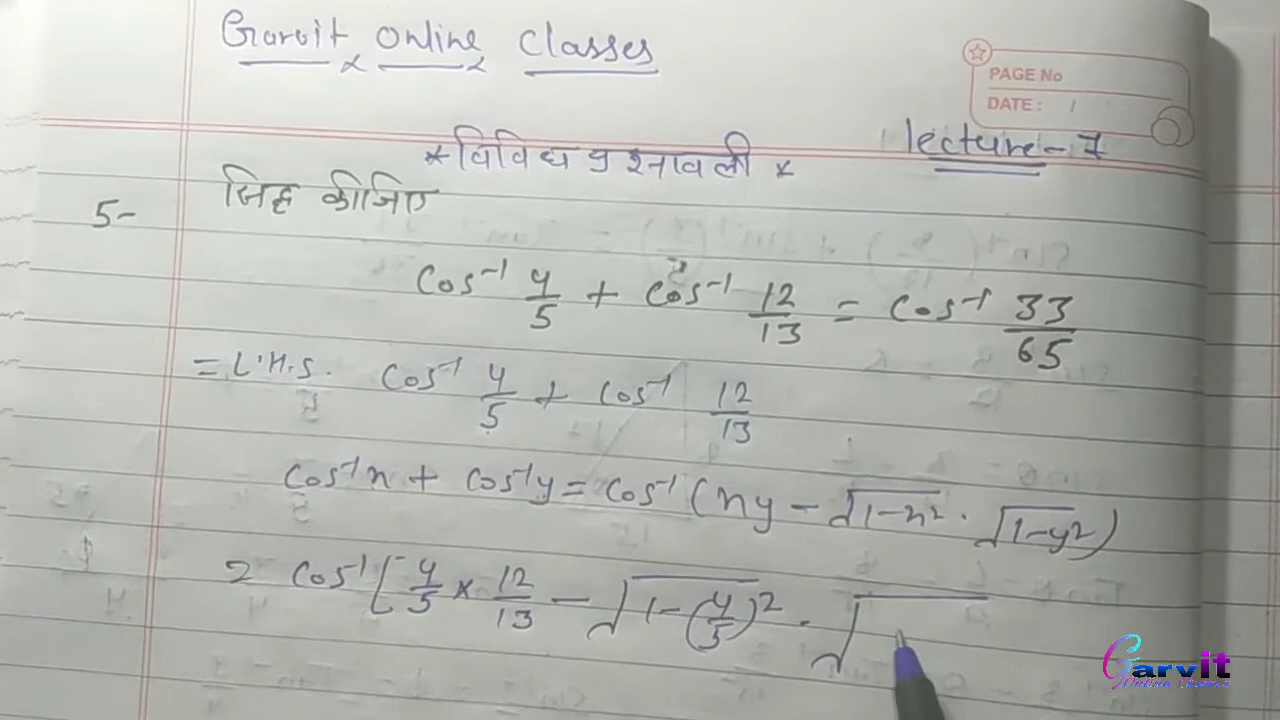 Garvit Online Classes
PAGE No
DATE : /
lecture - 7
* विविध प्रश्नावली *
5- सिद्ध कीजिए
Cos⁻¹ 4/5 + Cos⁻¹ 12/13 = Cos⁻¹ 33/65
= L.H.S. Cos⁻¹ 4/5 + Cos⁻¹ 12/13
Cos⁻¹x + Cos⁻¹y = Cos⁻¹ (xy - √1-x² · √1-y²)
= Cos⁻¹ [4/5 × 12/13 - √1-(4/5)² · √
Garvit
Online Classes